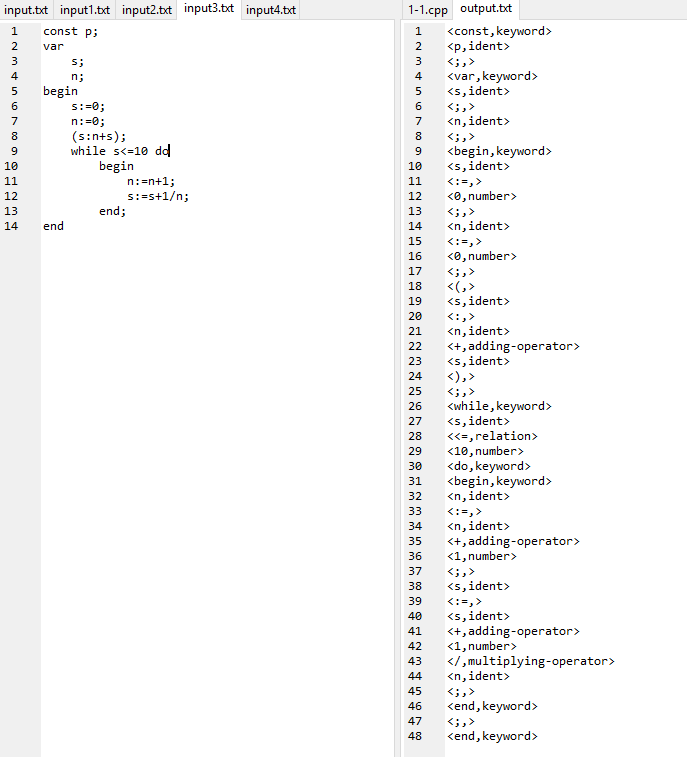 input.txt input1.txt input2.txt input3.txt input4.txt
1 const p;
2 var
3 s;
4 n;
5 begin
6 s:=0;
7 n:=0;
8 (s:n+s);
9 while s<=10 do
10 begin
11 n:=n+1;
12 s:=s+1/n;
13 end;
14 end
1-1.cpp output.txt
1 <const,keyword>
2 <p,ident>
3 <;,>
4 <var,keyword>
5 <s,ident>
6 <;,>
7 <n,ident>
8 <;,>
9 <begin,keyword>
10 <s,ident>
11 <:=,>
12 <0,number>
13 <;,>
14 <n,ident>
15 <:=,>
16 <0,number>
17 <;,>
18 <(,>
19 <s,ident>
20 <:,>
21 <n,ident>
22 <+,adding-operator>
23 <s,ident>
24 <),>
25 <;,>
26 <while,keyword>
27 <s,ident>
28 <<=,relation>
29 <10,number>
30 <do,keyword>
31 <begin,keyword>
32 <n,ident>
33 <:=,>
34 <n,ident>
35 <+,adding-operator>
36 <1,number>
37 <;,>
38 <s,ident>
39 <:=,>
40 <s,ident>
41 <+,adding-operator>
42 <1,number>
43 </,multiplying-operator>
44 <n,ident>
45 <;,>
46 <end,keyword>
47 <;,>
48 <end,keyword>